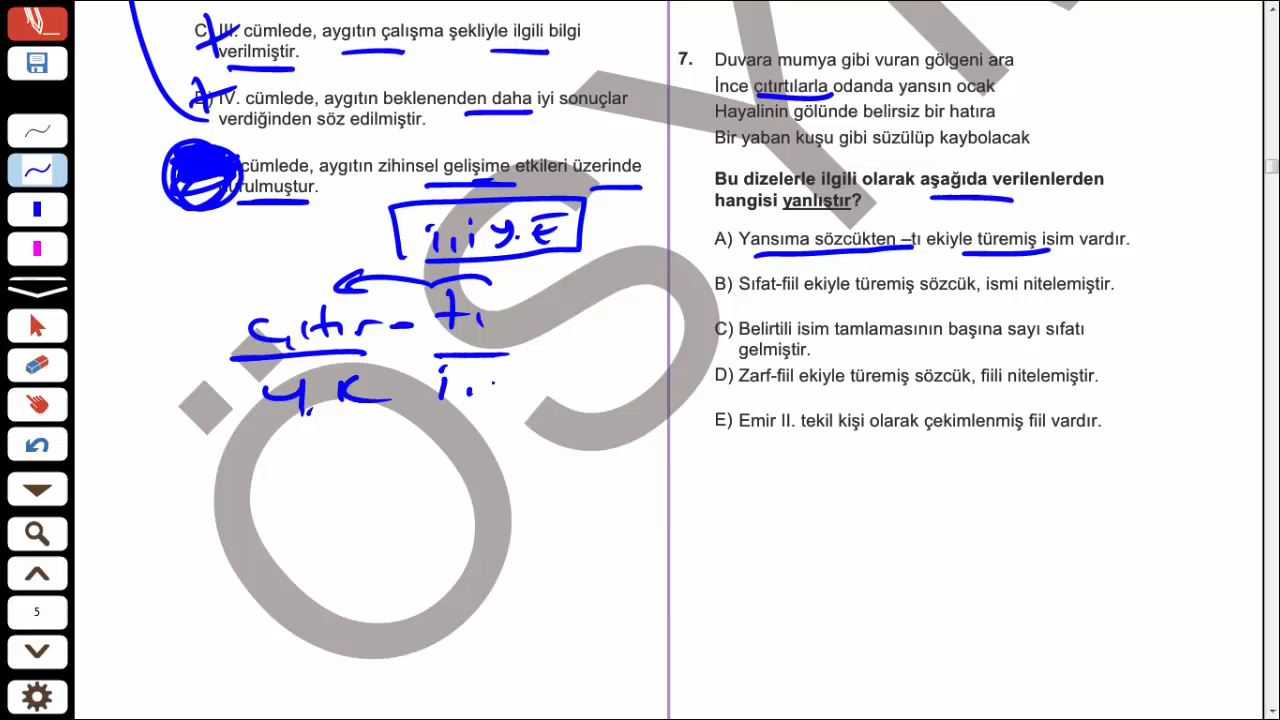 C) III. cümlede, aygıtın çalışma şekliyle ilgili bilgi
verilmiştir.
D) IV. cümlede, aygıtın beklenenden daha iyi sonuçlar
verdiğinden söz edilmiştir.
cümlede, aygıtın zihinsel gelişime etkileri üzerinde
durulmuştur.
iii y.E
çıtır - tı
y.K i.
5
7. Duvara mumya gibi vuran gölgeni ara
İnce çıtırtılarla odanda yansın ocak
Hayalinin gölünde belirsiz bir hatıra
Bir yaban kuşu gibi süzülüp kaybolacak
Bu dizelerle ilgili olarak aşağıda verilenlerden
hangisi yanlıştır?
A) Yansıma sözcükten –tı ekiyle türemiş isim vardır.
B) Sıfat-fiil ekiyle türemiş sözcük, ismi nitelemiştir.
C) Belirtili isim tamlamasının başına sayı sıfatı
gelmiştir.
D) Zarf-fiil ekiyle türemiş sözcük, fiili nitelemiştir.
E) Emir II. tekil kişi olarak çekimlenmiş fiil vardır.